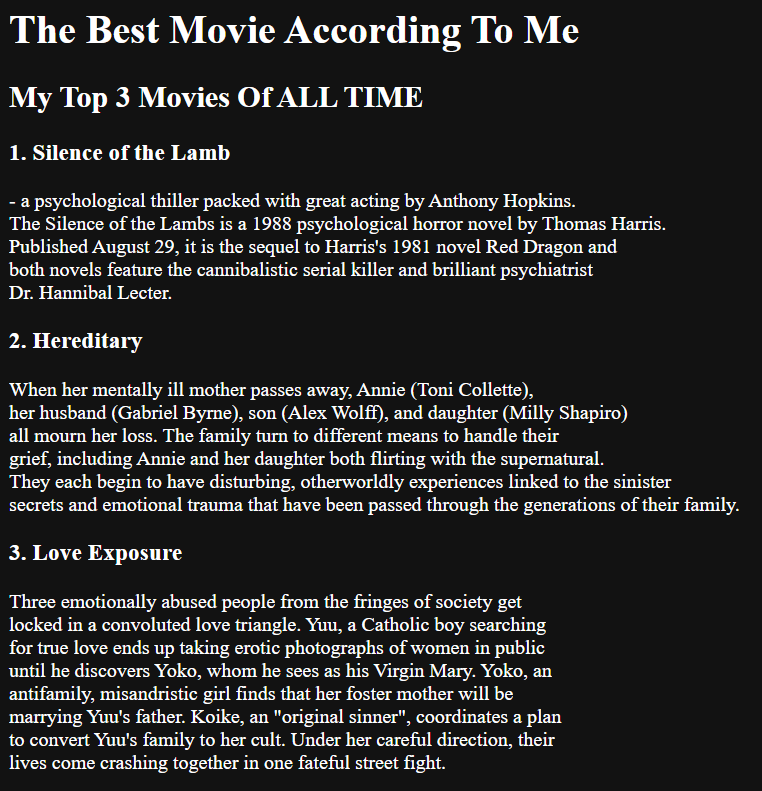 The Best Movie According To Me
My Top 3 Movies Of ALL TIME
1. Silence of the Lamb
- a psychological thiller packed with great acting by Anthony Hopkins.
The Silence of the Lambs is a 1988 psychological horror novel by Thomas Harris.
Published August 29, it is the sequel to Harris's 1981 novel Red Dragon and
both novels feature the cannibalistic serial killer and brilliant psychiatrist
Dr. Hannibal Lecter.
2. Hereditary
When her mentally ill mother passes away, Annie (Toni Collette),
her husband (Gabriel Byrne), son (Alex Wolff), and daughter (Milly Shapiro)
all mourn her loss. The family turn to different means to handle their
grief, including Annie and her daughter both flirting with the supernatural.
They each begin to have disturbing, otherworldly experiences linked to the sinister
secrets and emotional trauma that have been passed through the generations of their family.
3. Love Exposure
Three emotionally abused people from the fringes of society get
locked in a convoluted love triangle. Yuu, a Catholic boy searching
for true love ends up taking erotic photographs of women in public
until he discovers Yoko, whom he sees as his Virgin Mary. Yoko, an
antifamily, misandristic girl finds that her foster mother will be
marrying Yuu's father. Koike, an "original sinner", coordinates a plan
to convert Yuu's family to her cult. Under her careful direction, their
lives come crashing together in one fateful street fight.